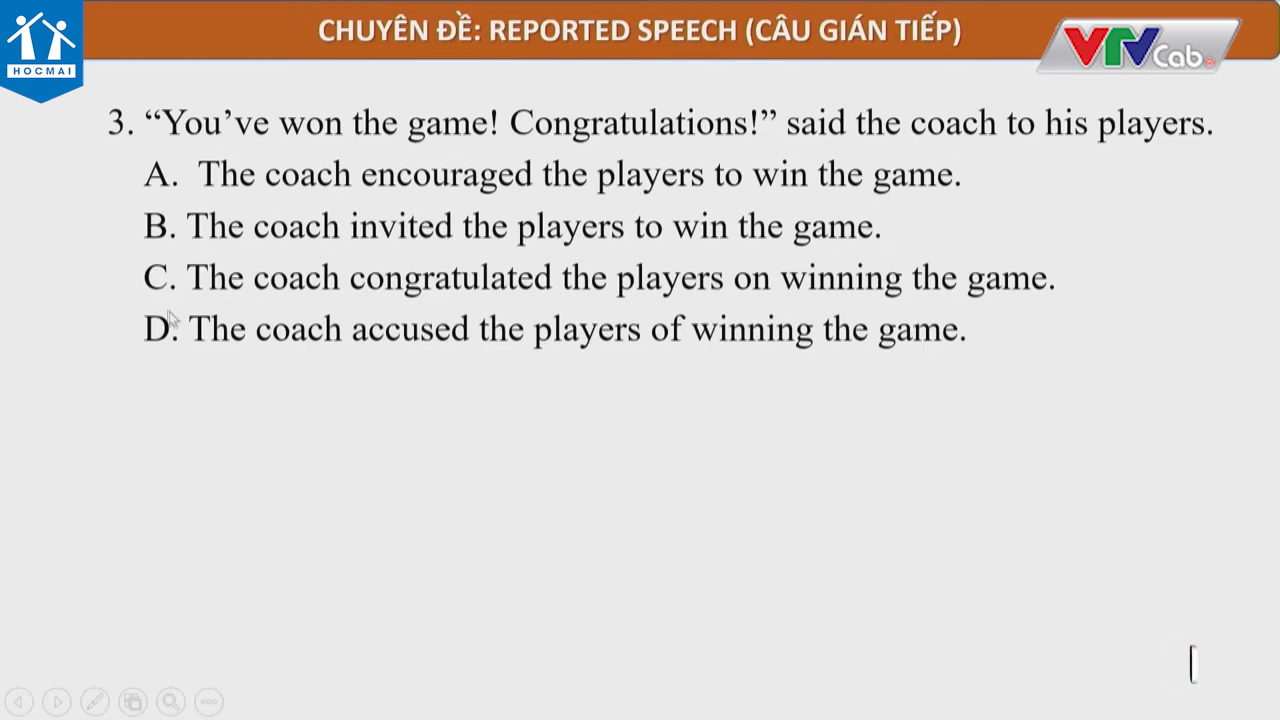 HOCMAI
CHUYÊN ĐỀ: REPORTED SPEECH (CÂU GIÁN TIẾP)
VTVCab
3. “You’ve won the game! Congratulations!” said the coach to his players.
A. The coach encouraged the players to win the game.
B. The coach invited the players to win the game.
C. The coach congratulated the players on winning the game.
D. The coach accused the players of winning the game.